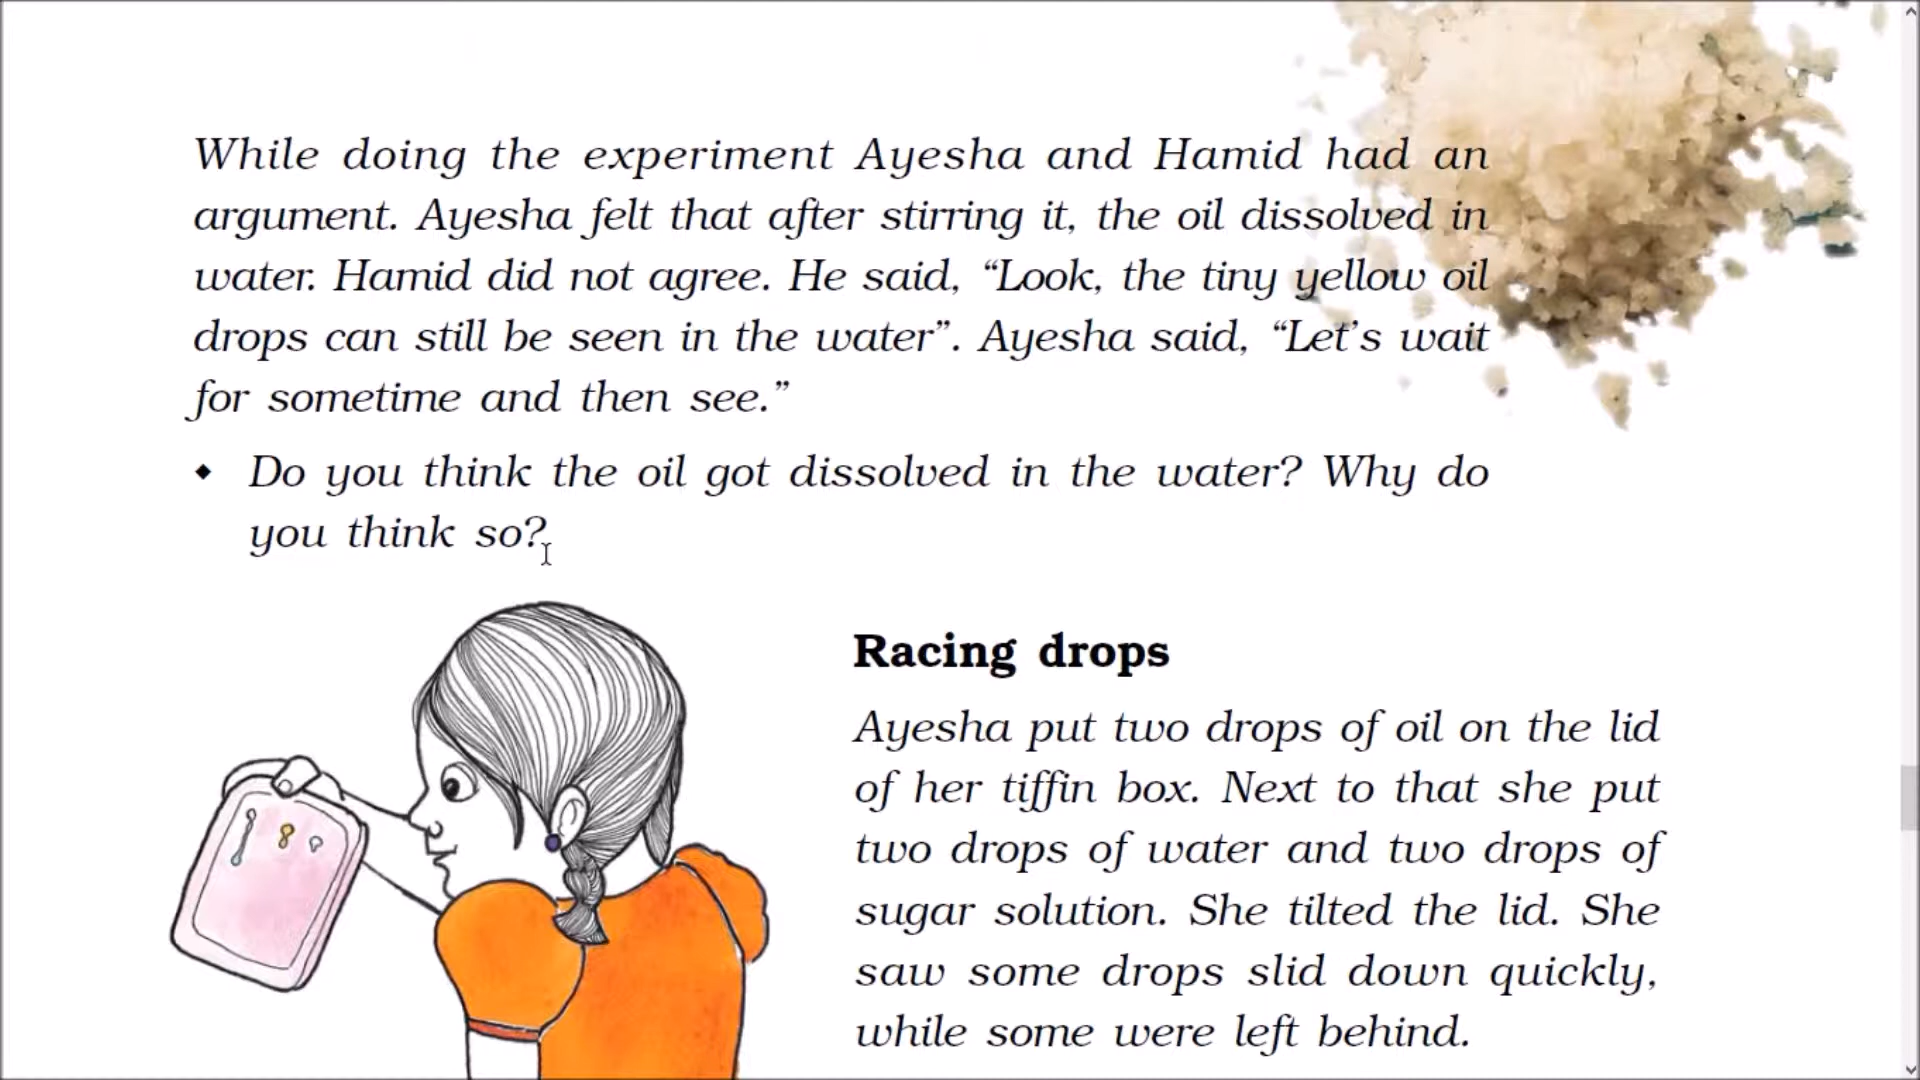 While doing the experiment Ayesha and Hamid had an
argument. Ayesha felt that after stirring it, the oil dissolved in
water. Hamid did not agree. He said, “Look, the tiny yellow oil
drops can still be seen in the water”. Ayesha said, “Let’s wait
for sometime and then see.”
◆ Do you think the oil got dissolved in the water? Why do
you think so?
Racing drops
Ayesha put two drops of oil on the lid
of her tiffin box. Next to that she put
two drops of water and two drops of
sugar solution. She tilted the lid. She
saw some drops slid down quickly,
while some were left behind.